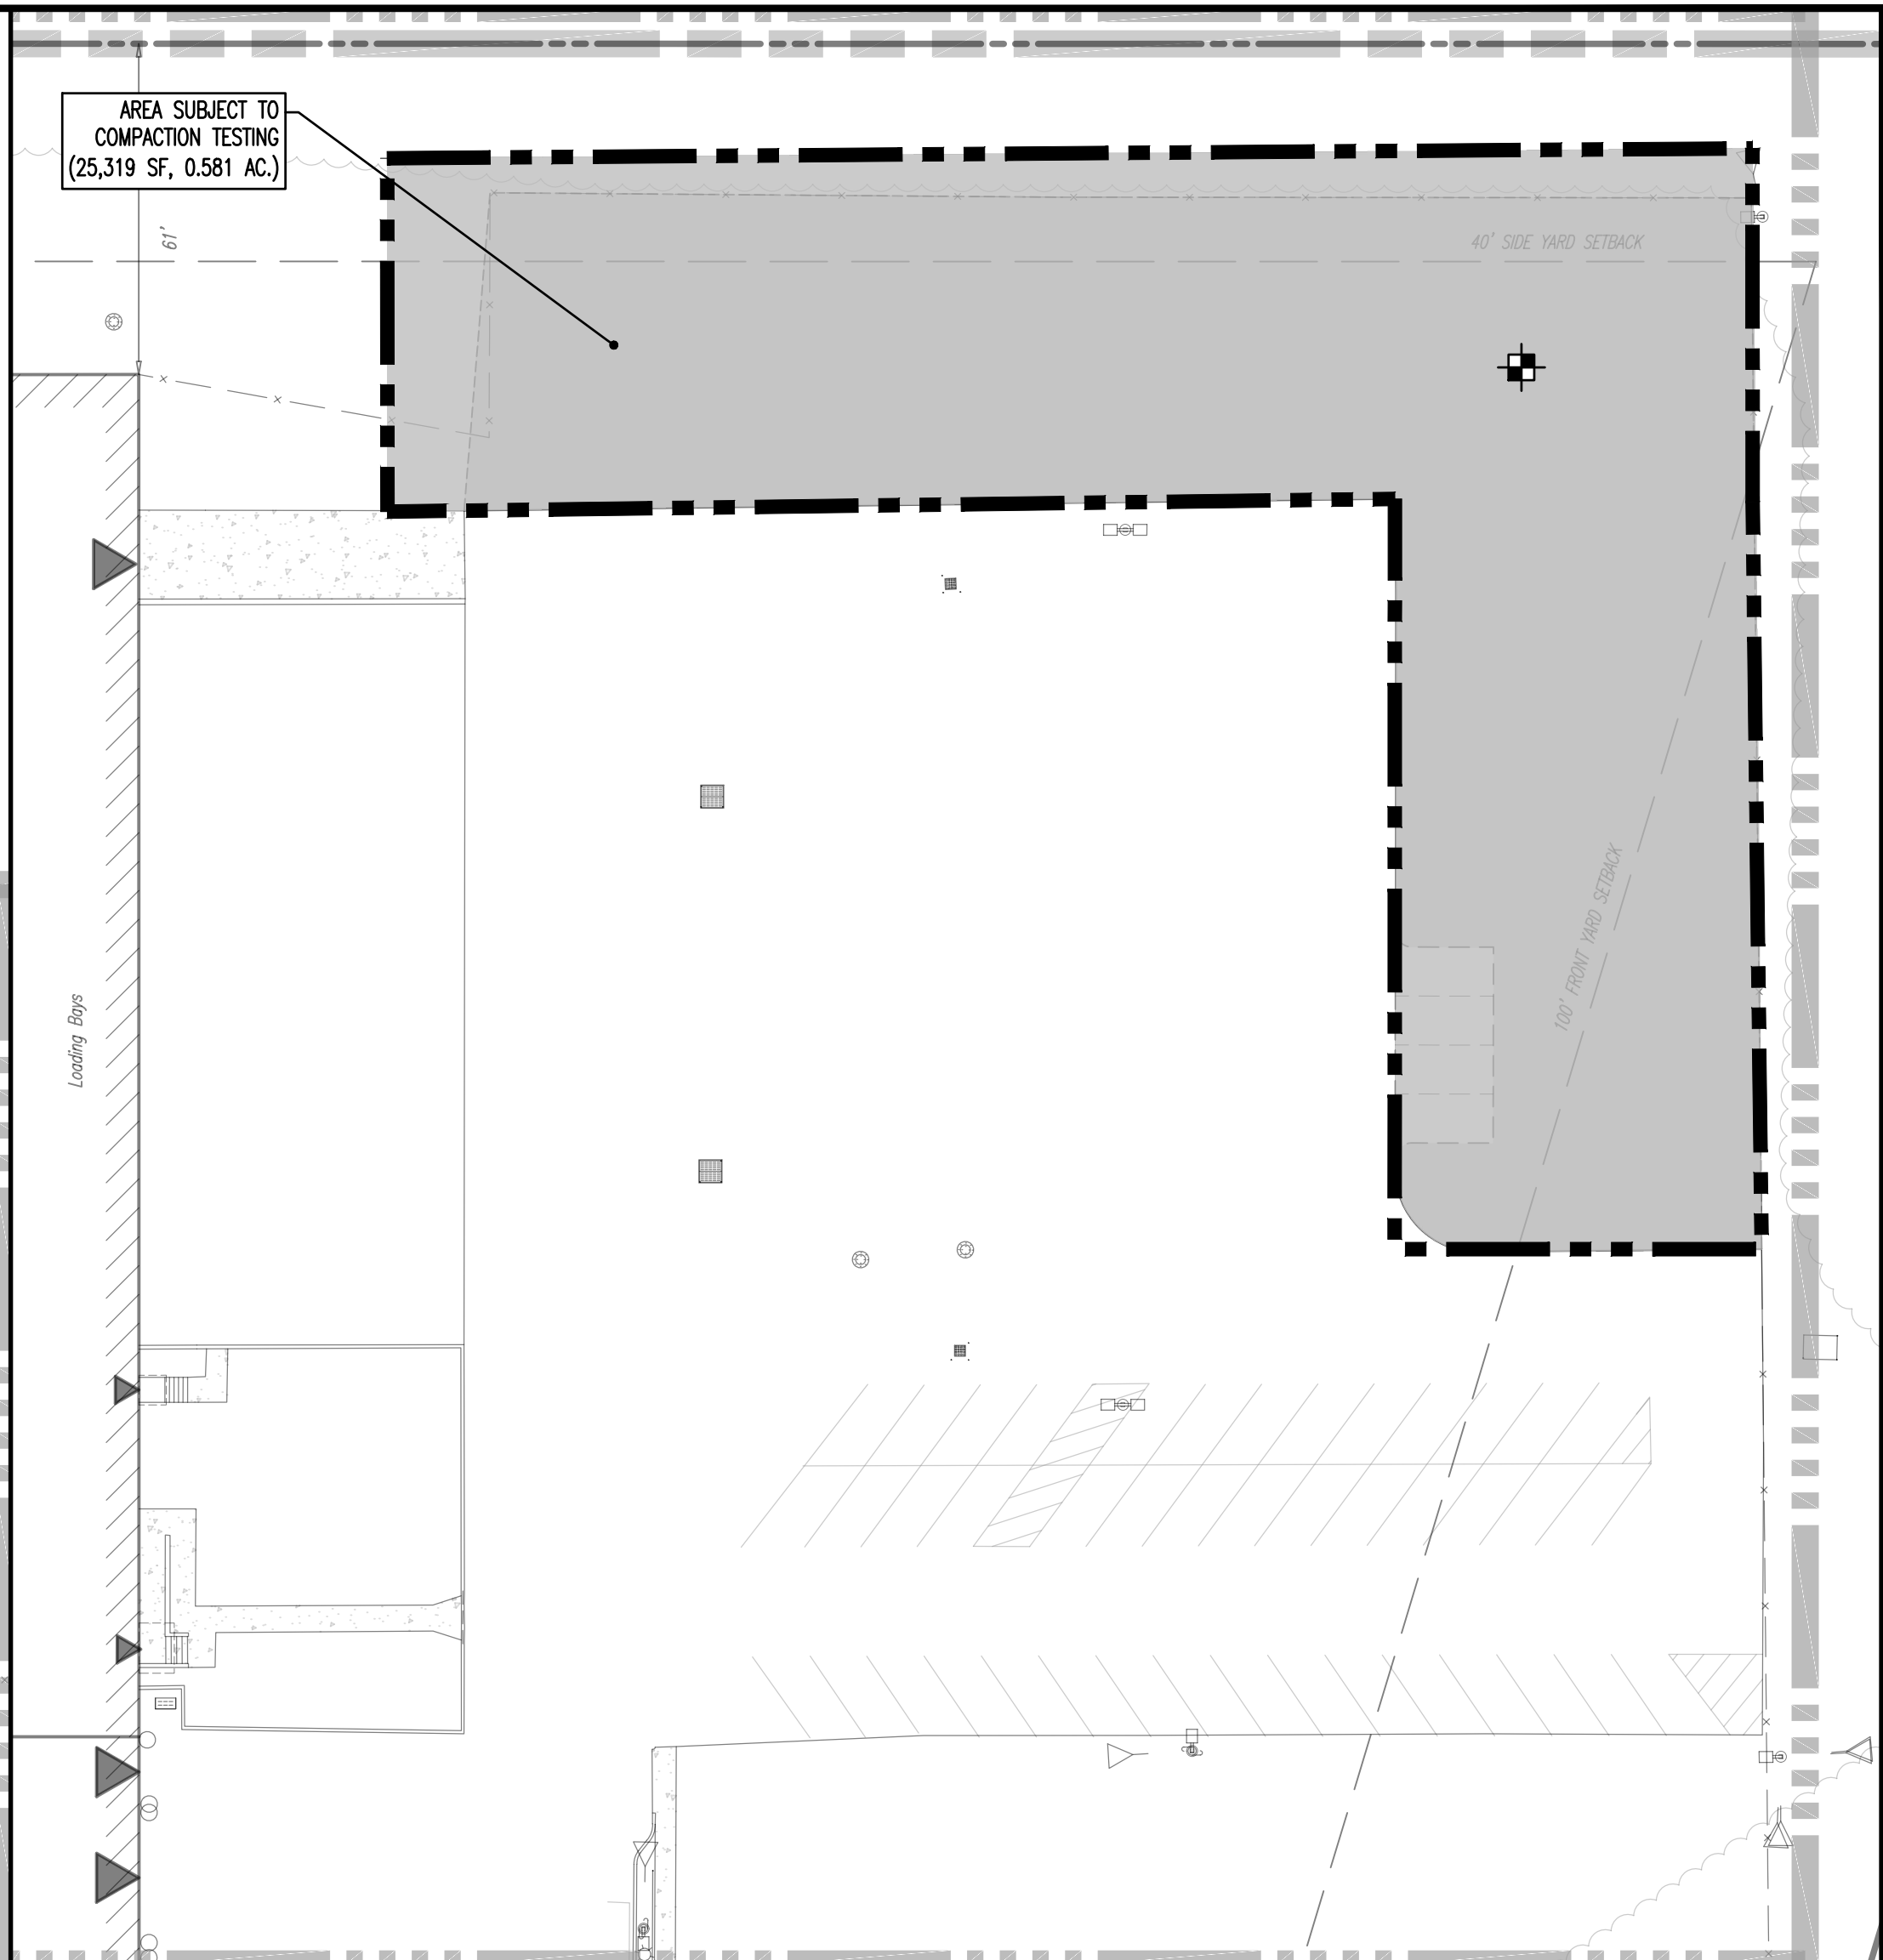 AREA SUBJECT TO
COMPACTION TESTING
(25,319 SF, 0.581 AC.)
61'
40' SIDE YARD SETBACK
100' FRONT YARD SETBACK
Loading Bays